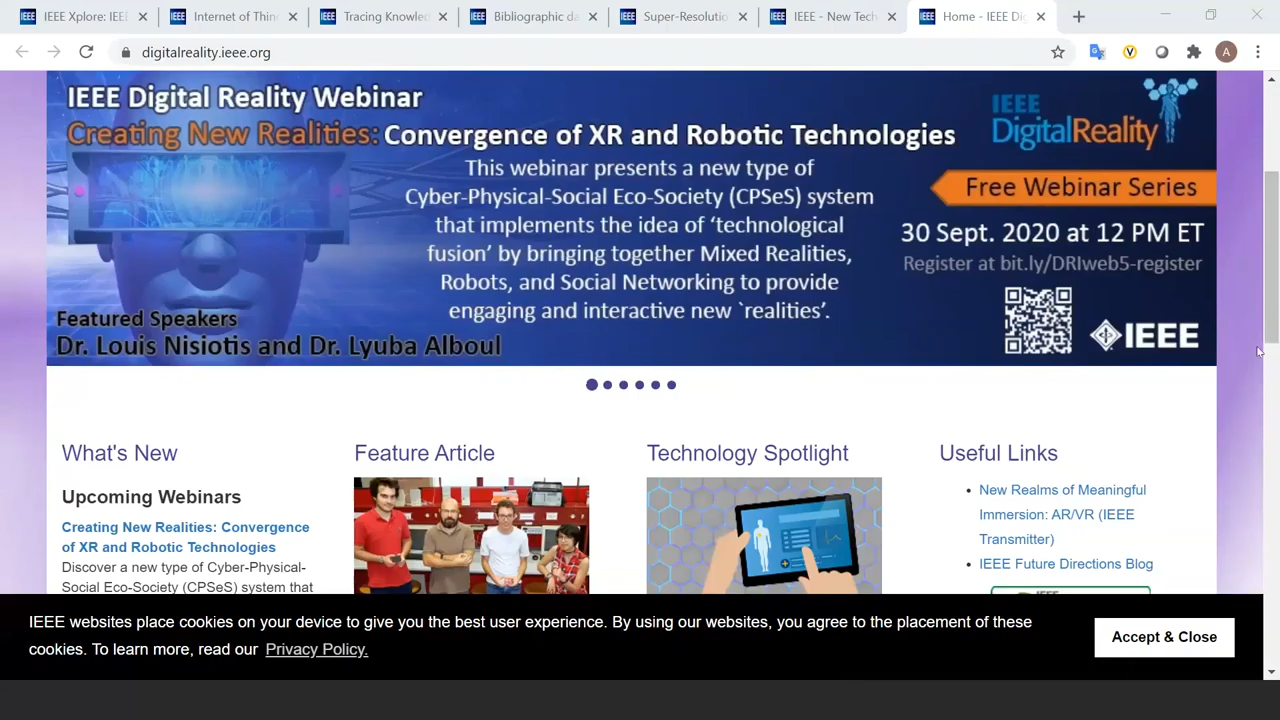 IEEE Xplore: IEEE
Internet of Thin
Tracing Knowle
Bibliographic da
Super-Resolutio
IEEE - New Tech
Home - IEEE Dig
digitalreality.ieee.org
A
IEEE Digital Reality Webinar
Creating New Realities: Convergence of XR and Robotic Technologies
This webinar presents a new type of
Cyber-Physical-Social Eco-Society (CPSeS) system
that implements the idea of ‘technological
fusion’ by bringing together Mixed Realities,
Robots, and Social Networking to provide
engaging and interactive new `realities’.
Featured Speakers
Dr. Louis Nisiotis and Dr. Lyuba Alboul
IEEE
DigitalReality
Free Webinar Series
30 Sept. 2020 at 12 PM ET
Register at bit.ly/DRIweb5-register
IEEE
What's New
Upcoming Webinars
Creating New Realities: Convergence
of XR and Robotic Technologies
Discover a new type of Cyber-Physical-
Social Eco-Society (CPSeS) system that
Feature Article
Technology Spotlight
Useful Links
New Realms of Meaningful
Immersion: AR/VR (IEEE
Transmitter)
IEEE Future Directions Blog
IEEE websites place cookies on your device to give you the best user experience. By using our websites, you agree to the placement of these
cookies. To learn more, read our Privacy Policy.
Accept & Close